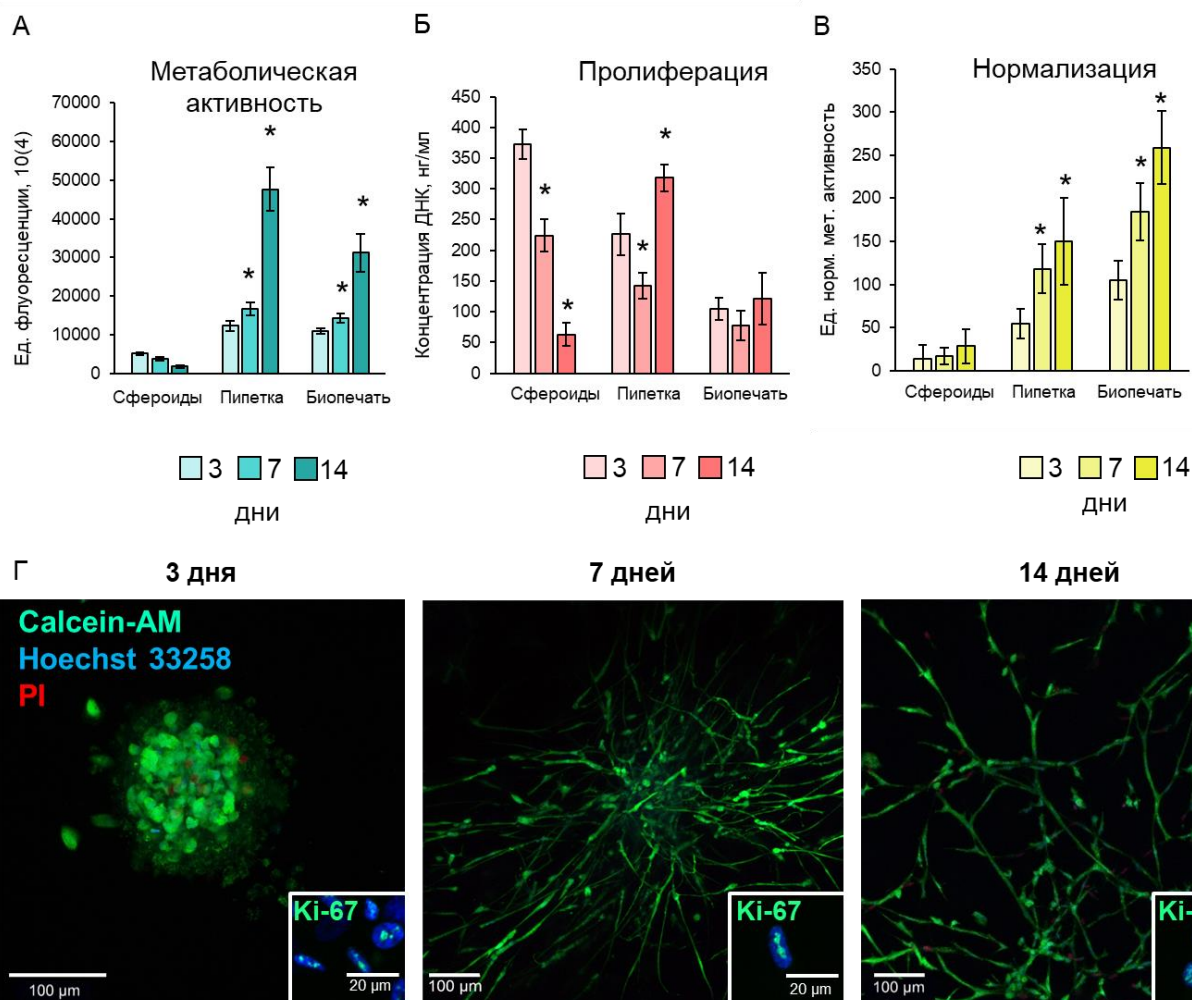 А
Метаболическая
активность
Ед. флуоресценции, 10(4)
70000
60000
50000
40000
30000
20000
10000
0
*
*
*
*
Сфероиды Пипетка Биопечать
3 7 14
дни
Б
Пролиферация
Концентрация ДНК, нг/мл
450
400
350
300
250
200
150
100
50
0
*
*
*
*
Сфероиды Пипетка Биопечать
3 7 14
дни
В
Нормализация
Ед. норм. мет. активность
350
300
250
200
150
100
50
0
*
*
*
*
Сфероиды Пипетка Биопечать
3 7 14
дни
Г
3 дня
7 дней
14 дней
Calcein-AM
Hoechst 33258
PI
Ki-67
20 µm
100 µm
Ki-67
20 µm
100 µm
Ki-
100 µm